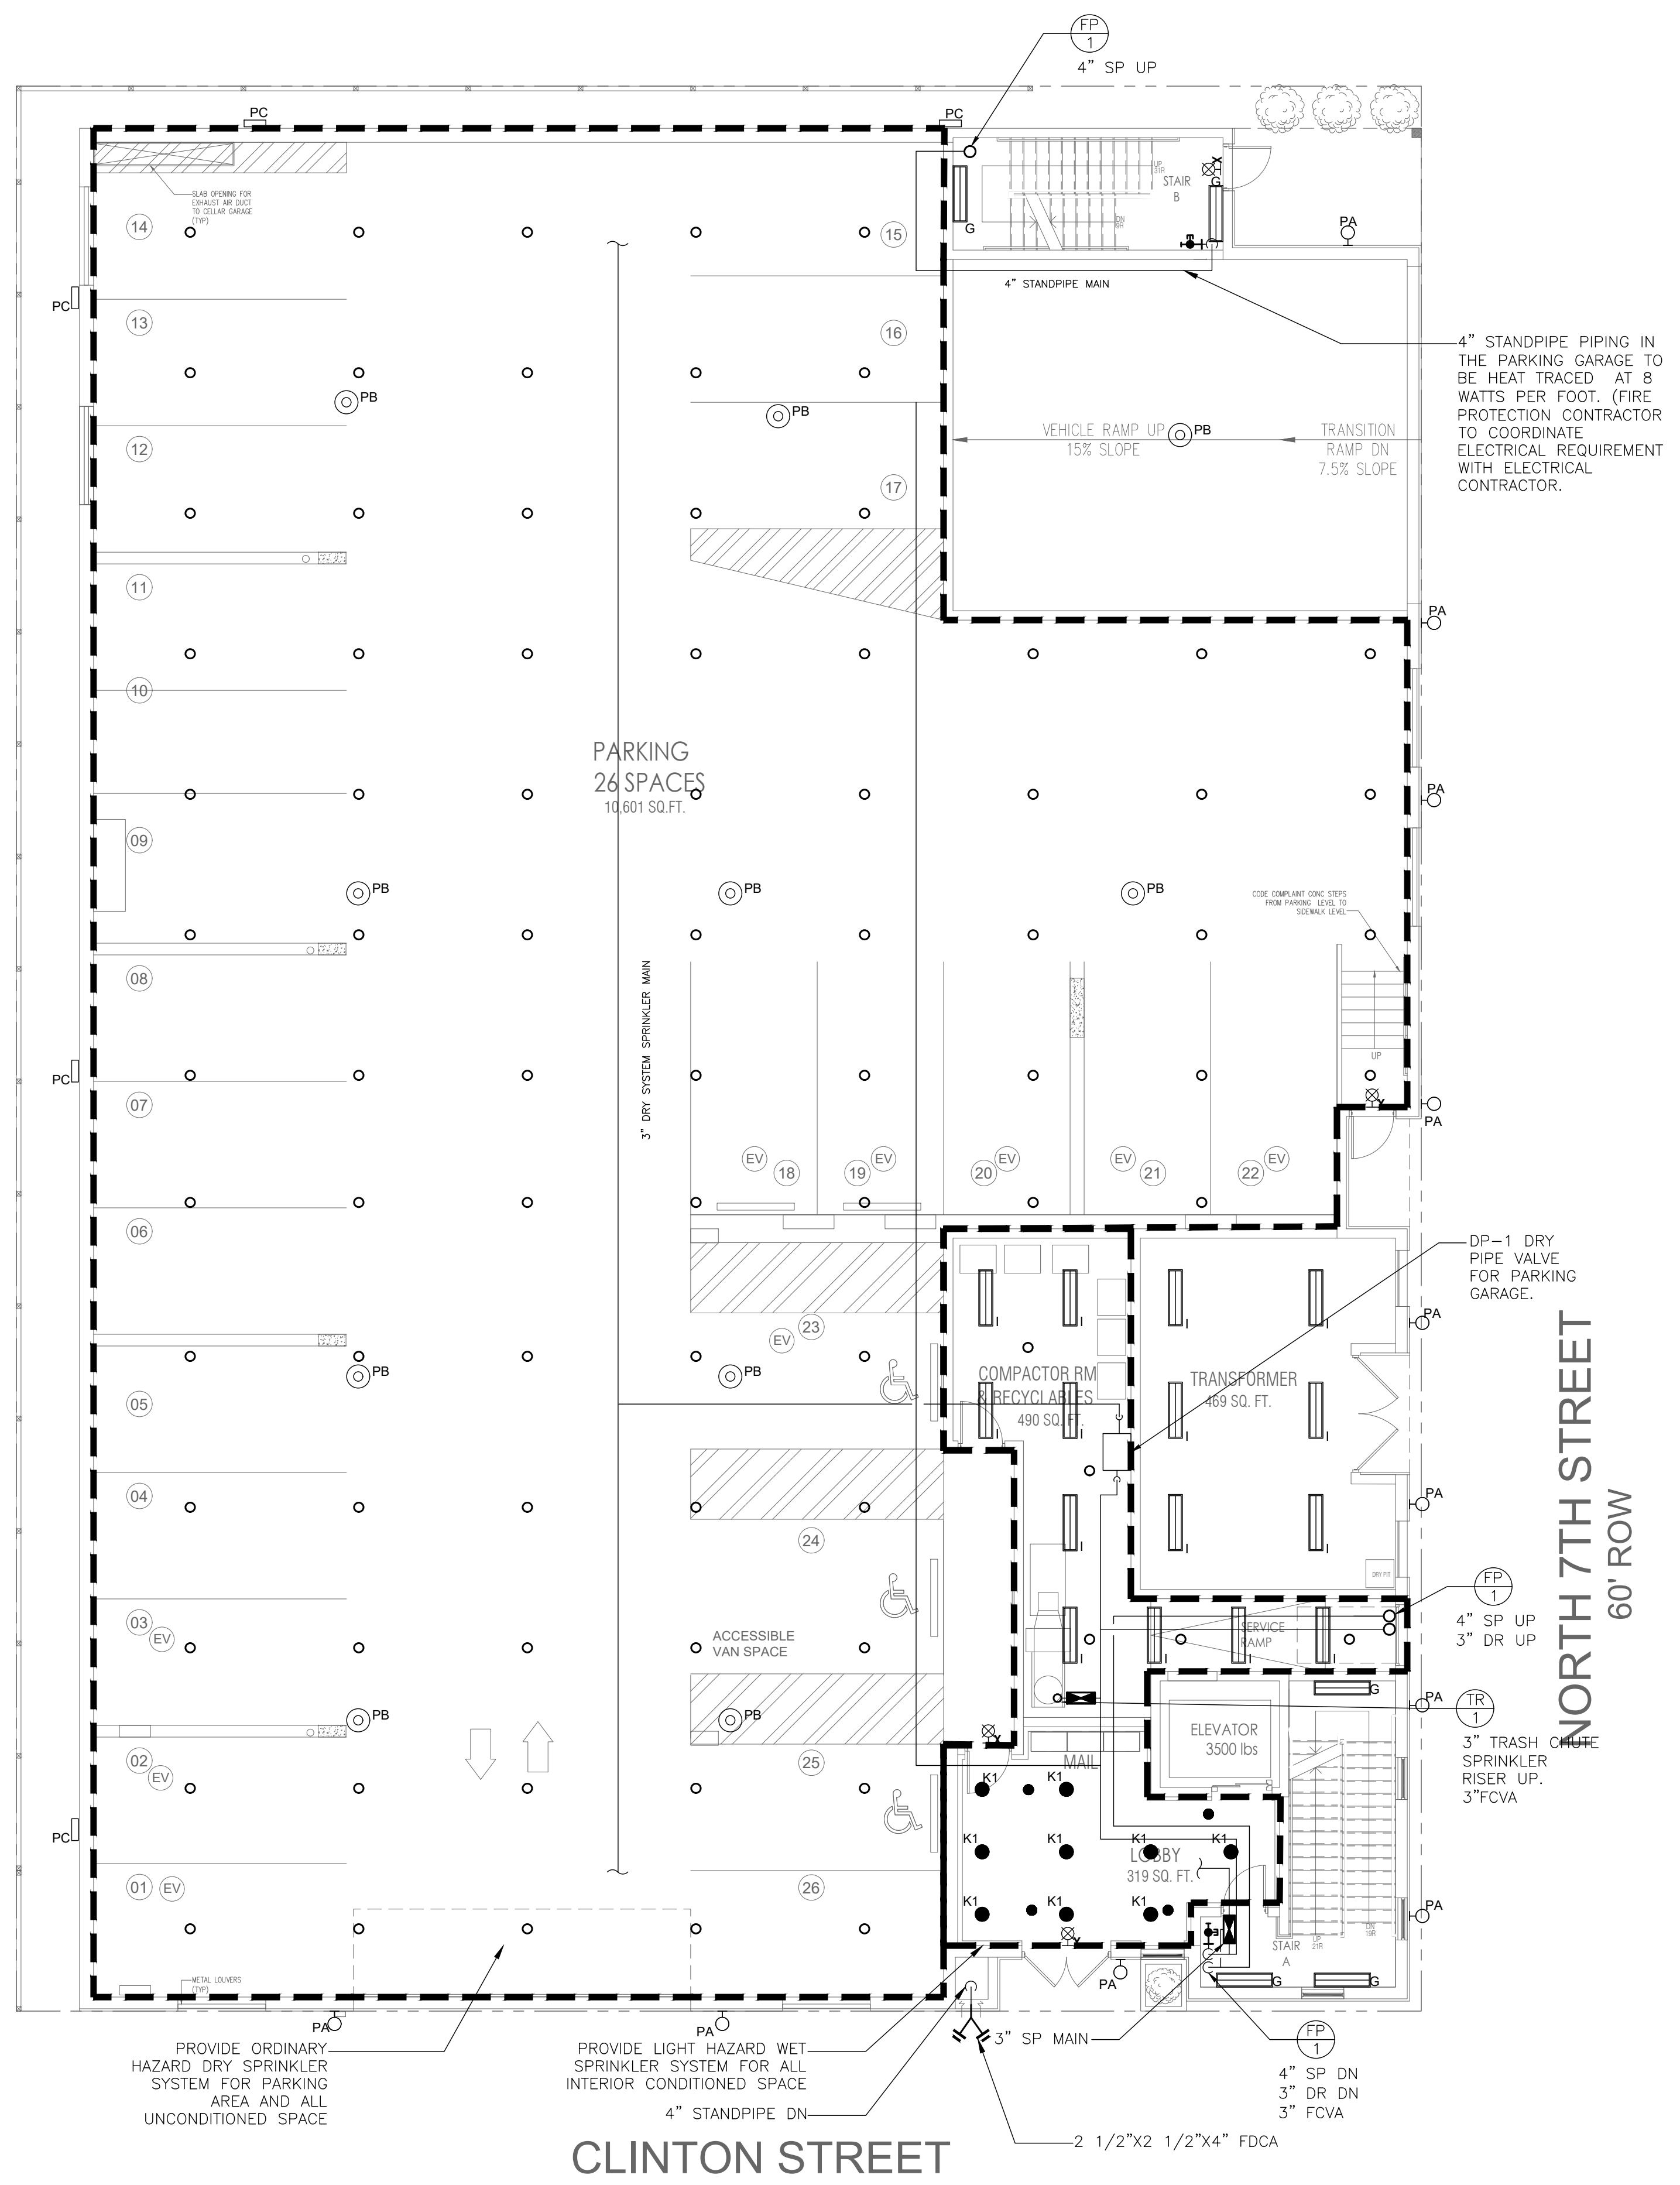 FP
1
4” SP UP
PC
PC
SLAB OPENING FOR
EXHAUST AIR DUCT
TO CELLAR GARAGE
(TYP)
UP
31R
STAIR
B
X
G
G
DN
9R
PA
14
15
4” STANDPIPE MAIN
PC
13
16
4” STANDPIPE PIPING IN
THE PARKING GARAGE TO
BE HEAT TRACED AT 8
WATTS PER FOOT. (FIRE
PROTECTION CONTRACTOR
TO COORDINATE
ELECTRICAL REQUIREMENT
WITH ELECTRICAL
CONTRACTOR.
PB
PB
VEHICLE RAMP UP
15% SLOPE
PB
TRANSITION
RAMP DN
7.5% SLOPE
12
17
11
PA
10
PARKING
26 SPACES
10,601 SQ.FT.
PA
09
PB
PB
PB
CODE COMPLAINT CONC STEPS
FROM PARKING LEVEL TO
SIDEWALK LEVEL
08
3” DRY SYSTEM SPRINKLER MAIN
UP
PC
07
PA
EV
18
19
EV
20
EV
EV
21
22
EV
06
DP–1 DRY
PIPE VALVE
FOR PARKING
GARAGE.
23
EV
I
I
I
I
PA
PB
PB
COMPACTOR RM
& RECYCLABLES
490 SQ. FT.
TRANSFORMER
469 SQ. FT.
05
I
I
I
I
NORTH 7TH STREET
60' ROW
04
24
PA
I
I
I
DRY PIT
FP
1
4” SP UP
3” DR UP
03
EV
ACCESSIBLE
VAN SPACE
SERVICE
RAMP
I
I
I
I
G
PA
TR
1
3” TRASH CHUTE
SPRINKLER
RISER UP.
3”FCVA
PB
PB
ELEVATOR
3500 lbs
02
EV
25
MAIL
K1
K1
PC
K1
K1
K1
K1
LOBBY
319 SQ. FT.
01
EV
26
K1
K1
K1
PA
STAIR
A
UP
21R
DN
19R
METAL LOUVERS
(TYP)
PA
G
G
PA
PA
PROVIDE ORDINARY
HAZARD DRY SPRINKLER
SYSTEM FOR PARKING
AREA AND ALL
UNCONDITIONED SPACE
PROVIDE LIGHT HAZARD WET
SPRINKLER SYSTEM FOR ALL
INTERIOR CONDITIONED SPACE
4” STANDPIPE DN
3” SP MAIN
FP
1
4” SP DN
3” DR DN
3” FCVA
2 1/2”X2 1/2”X4” FDCA
CLINTON STREET